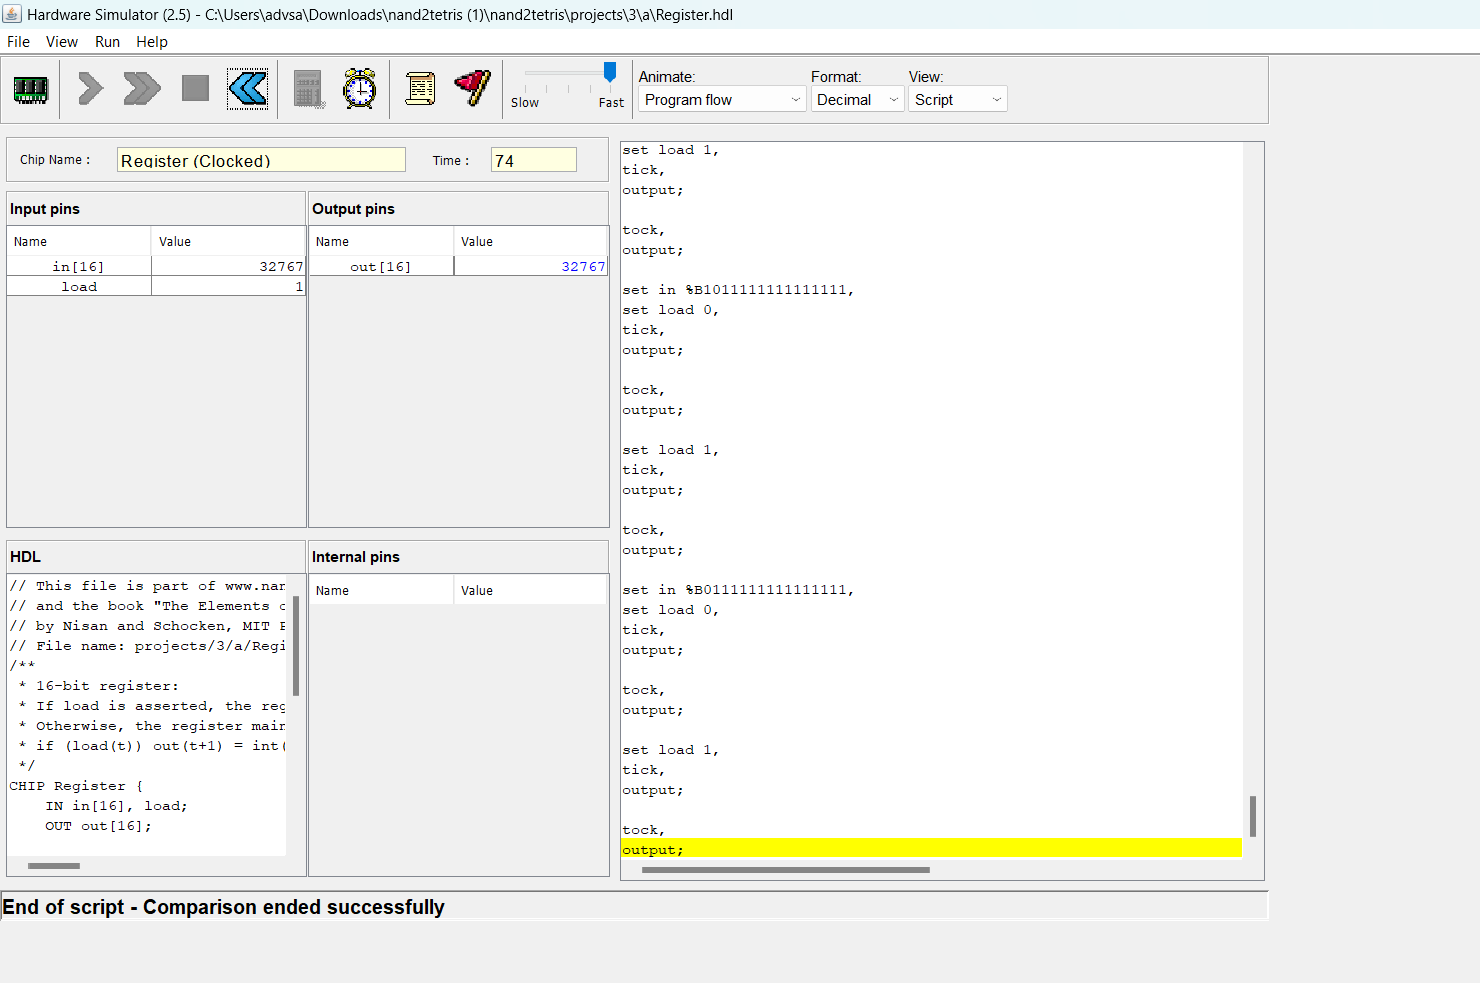 Hardware Simulator (2.5) - C:\Users\advsa\Downloads\nand2tetris (1)\nand2tetris\projects\3\a\Register.hdl
File View Run Help
Slow Fast
Animate: Format: View:
Program flow Decimal Script
Chip Name : Register (Clocked) Time : 74
Input pins
Name Value
in[16] 32767
load 1
Output pins
Name Value
out[16] 32767
HDL
// This file is part of www.nan
// and the book "The Elements o
// by Nisan and Schocken, MIT P
// File name: projects/3/a/Regi
/**
* 16-bit register:
* If load is asserted, the reg
* Otherwise, the register main
* if (load(t)) out(t+1) = int(
*/
CHIP Register {
IN in[16], load;
OUT out[16];
Internal pins
Name Value
set load 1,
tick,
output;
tock,
output;
set in %B1011111111111111,
set load 0,
tick,
output;
tock,
output;
set load 1,
tick,
output;
tock,
output;
set in %B0111111111111111,
set load 0,
tick,
output;
tock,
output;
set load 1,
tick,
output;
tock,
output;
End of script - Comparison ended successfully